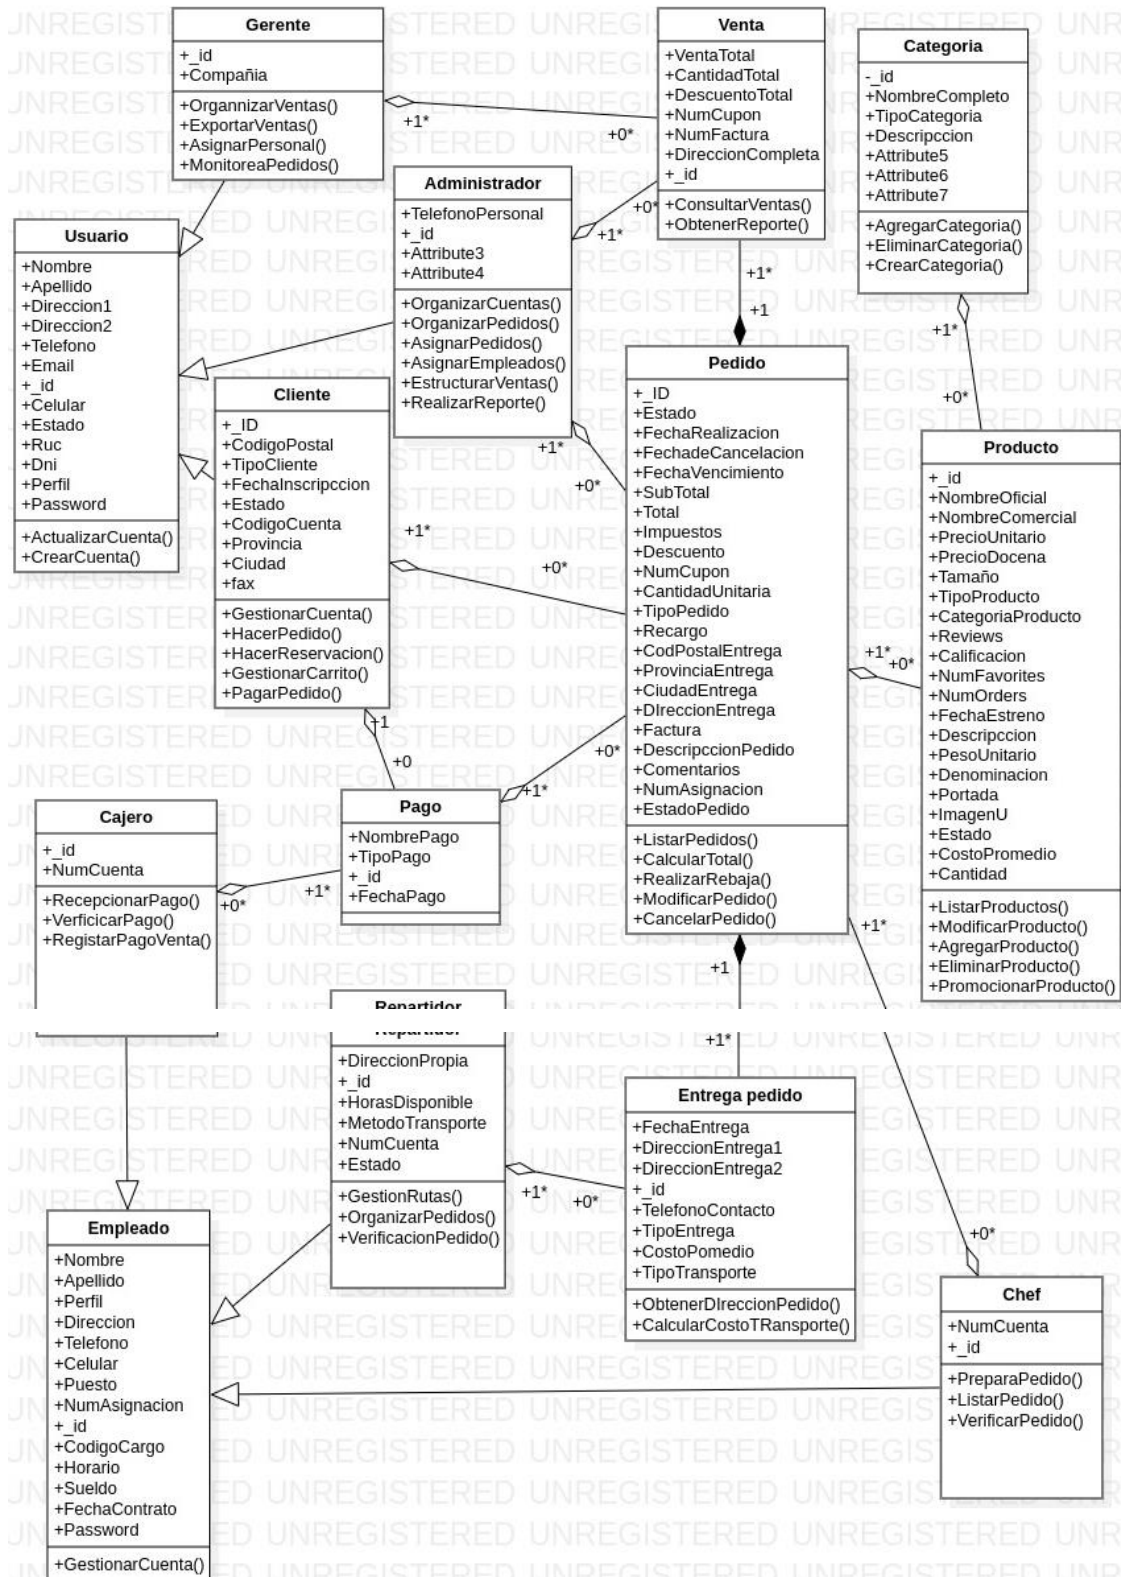 Gerente
+_id
+Compañia
+OrgannizarVentas()
+ExportarVentas()
+AsignarPersonal()
+MonitoreaPedidos()
+1*
+0*
Venta
+VentaTotal
+CantidadTotal
+DescuentoTotal
+NumCupon
+NumFactura
+DireccionCompleta
+_id
+ConsultarVentas()
+ObtenerReporte()
Categoria
-_id
+NombreCompleto
+TipoCategoria
+Descripccion
+Attribute5
+Attribute6
+Attribute7
+AgregarCategoria()
+EliminarCategoria()
+CrearCategoria()
+1*
+0*
Administrador
+TelefonoPersonal
+_id
+Attribute3
+Attribute4
+OrganizarCuentas()
+OrganizarPedidos()
+AsignarPedidos()
+AsignarEmpleados()
+EstructurarVentas()
+RealizarReporte()
+0*
+1*
+1*
+0*
+1*
+1
Usuario
+Nombre
+Apellido
+Direccion1
+Direccion2
+Telefono
+Email
+_id
+Celular
+Estado
+Ruc
+Dni
+Perfil
+Password
+ActualizarCuenta()
+CrearCuenta()
Cliente
+_ID
+CodigoPostal
+TipoCliente
+FechaInscripccion
+Estado
+CodigoCuenta
+Provincia
+Ciudad
+fax
+GestionarCuenta()
+HacerPedido()
+HacerReservacion()
+GestionarCarrito()
+PagarPedido()
+1*
+0*
+1
+0
Pedido
+_ID
+Estado
+FechaRealizacion
+FechadeCancelacion
+FechaVencimiento
+SubTotal
+Total
+Impuestos
+Descuento
+NumCupon
+CantidadUnitaria
+TipoPedido
+Recargo
+CodPostalEntrega
+ProvinciaEntrega
+CiudadEntrega
+DIreccionEntrega
+Factura
+DescripccionPedido
+Comentarios
+NumAsignacion
+EstadoPedido
+ListarPedidos()
+CalcularTotal()
+RealizarRebaja()
+ModificarPedido()
+CancelarPedido()
+1*
+0*
Producto
+_id
+NombreOficial
+NombreComercial
+PrecioUnitario
+PrecioDocena
+Tamaño
+TipoProducto
+CategoriaProducto
+Reviews
+Calificacion
+NumFavorites
+NumOrders
+FechaEstreno
+Descripccion
+PesoUnitario
+Denominacion
+Portada
+ImagenU
+Estado
+CostoPromedio
+Cantidad
+ListarProductos()
+ModificarProducto()
+AgregarProducto()
+EliminarProducto()
+PromocionarProducto()
Pago
+NombrePago
+TipoPago
+_id
+FechaPago
+0*
+1*
Cajero
+_id
+NumCuenta
+RecepcionarPago()
+VerficicarPago()
+RegistarPagoVenta()
+0*
+1*
+1
+1*
+1*
Repartidor
Repartidor
+DireccionPropia
+_id
+HorasDisponible
+MetodoTransporte
+NumCuenta
+Estado
+GestionRutas()
+OrganizarPedidos()
+VerificacionPedido()
+1*
+0*
Entrega pedido
+FechaEntrega
+DireccionEntrega1
+DireccionEntrega2
+_id
+TelefonoContacto
+TipoEntrega
+CostoPomedio
+TipoTransporte
+ObtenerDIreccionPedido()
+CalcularCostoTRansporte()
+0*
Chef
+NumCuenta
+_id
+PreparaPedido()
+ListarPedido()
+VerificarPedido()
Empleado
+Nombre
+Apellido
+Perfil
+Direccion
+Telefono
+Celular
+Puesto
+NumAsignacion
+_id
+CodigoCargo
+Horario
+Sueldo
+FechaContrato
+Password
+GestionarCuenta()